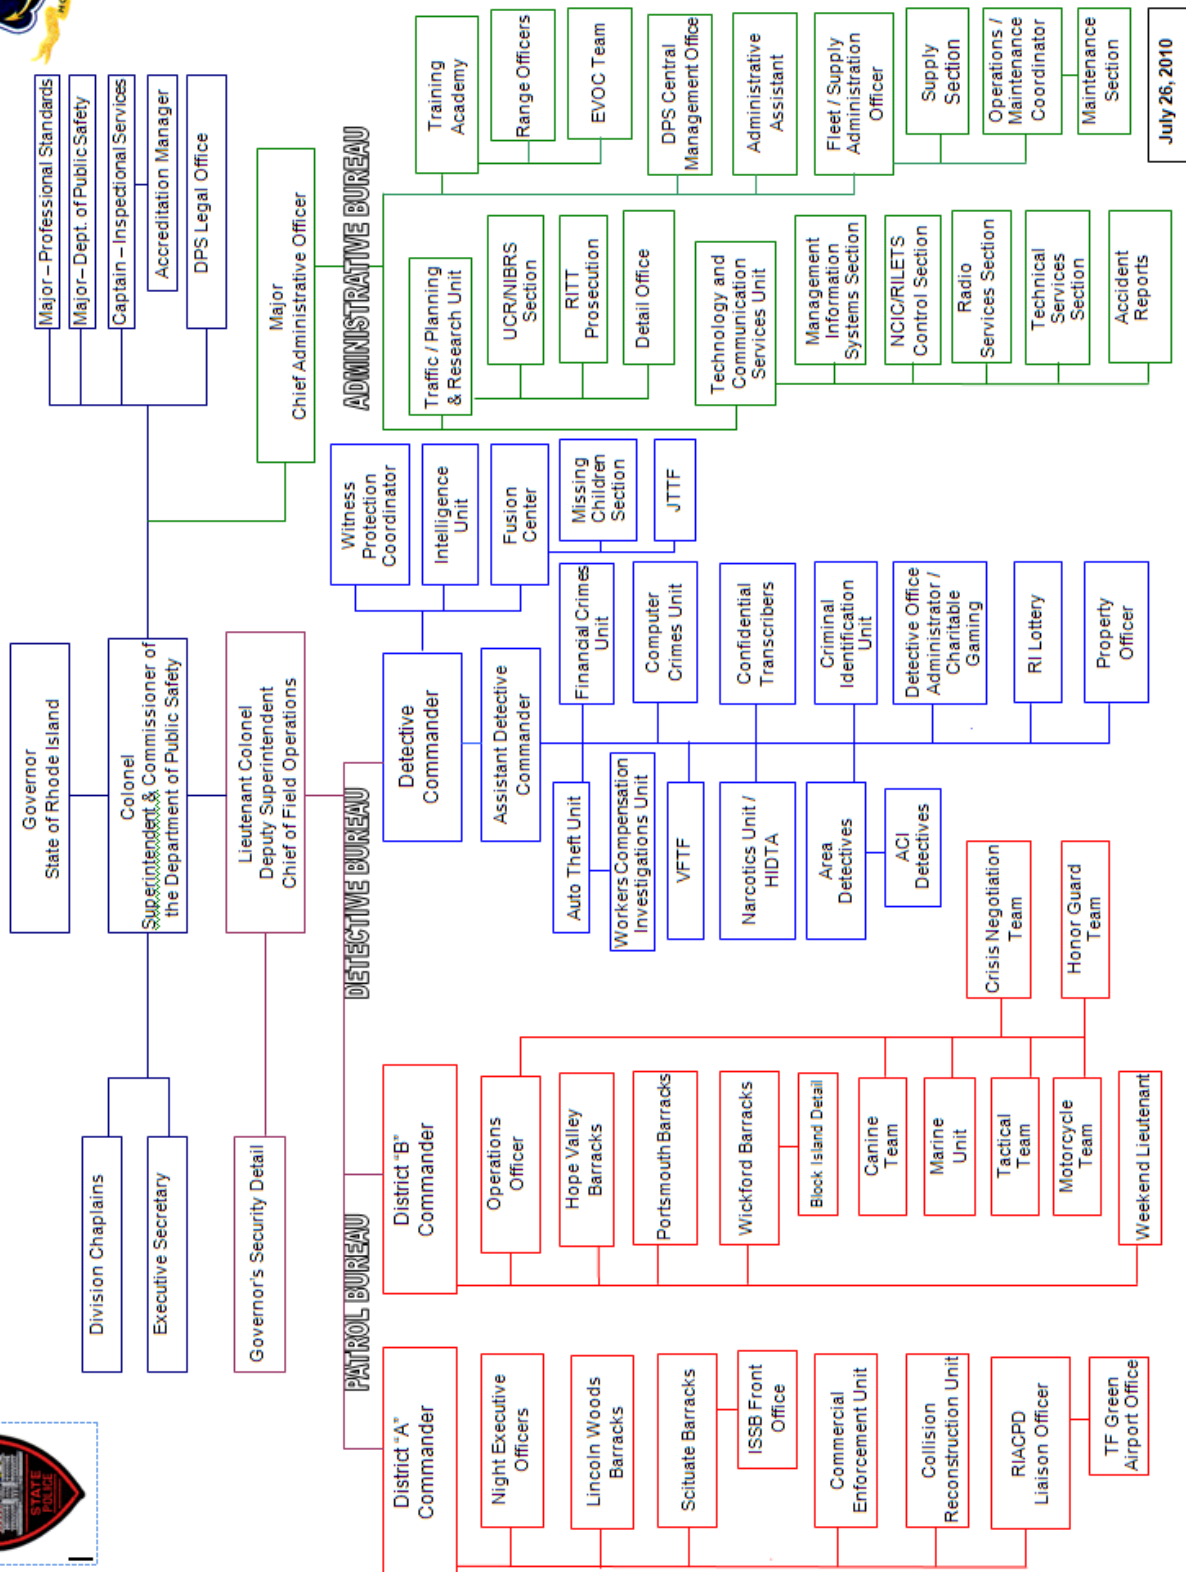 STATE
POLICE
Governor
State of Rhode Island
Colonel
Superintendent & Commissioner of
the Department of Public Safety
Lieutenant Colonel
Deputy Superintendent
Chief of Field Operations
Division Chaplains
Executive Secretary
Governor's Security Detail
Major – Professional Standards
Major – Dept. of Public Safety
Captain – Inspectional Services
Accreditation Manager
DPS Legal Office
Major
Chief Administrative Officer
PATROL BUREAU
DETECTIVE BUREAU
ADMINISTRATIVE BUREAU
District "A"
Commander
Night Executive
Officers
Lincoln Woods
Barracks
Scituate Barracks
ISSB Front
Office
Commercial
Enforcement Unit
Collision
Reconstruction Unit
RIACPD
Liaison Officer
TF Green
Airport Office
District "B"
Commander
Operations
Officer
Hope Valley
Barracks
Portsmouth Barracks
Wickford Barracks
Block Island Detail
Canine
Team
Marine
Unit
Tactical
Team
Motorcycle
Team
Weekend Lieutenant
Crisis Negotiation
Team
Honor Guard
Team
Detective
Commander
Assistant Detective
Commander
Witness
Protection
Coordinator
Intelligence
Unit
Fusion
Center
Missing
Children
Section
JTTF
Auto Theft Unit
Workers Compensation
Investigations Unit
VFTF
Narcotics Unit /
HIDTA
Area
Detectives
ACI
Detectives
Financial Crimes
Unit
Computer
Crimes Unit
Confidential
Transcribers
Criminal
Identification
Unit
Detective Office
Administrator /
Charitable
Gaming
RI Lottery
Property
Officer
Traffic / Planning
& Research Unit
UCR/NIBRS
Section
RITT
Prosecution
Detail Office
Technology and
Communication
Services Unit
Management
Information
Systems Section
NCIC/RILETS
Control Section
Radio
Services Section
Technical
Services
Section
Accident
Reports
Training
Academy
Range Officers
EVOC Team
DPS Central
Management Office
Administrative
Assistant
Fleet / Supply
Administration
Officer
Supply
Section
Operations /
Maintenance
Coordinator
Maintenance
Section
July 26, 2010